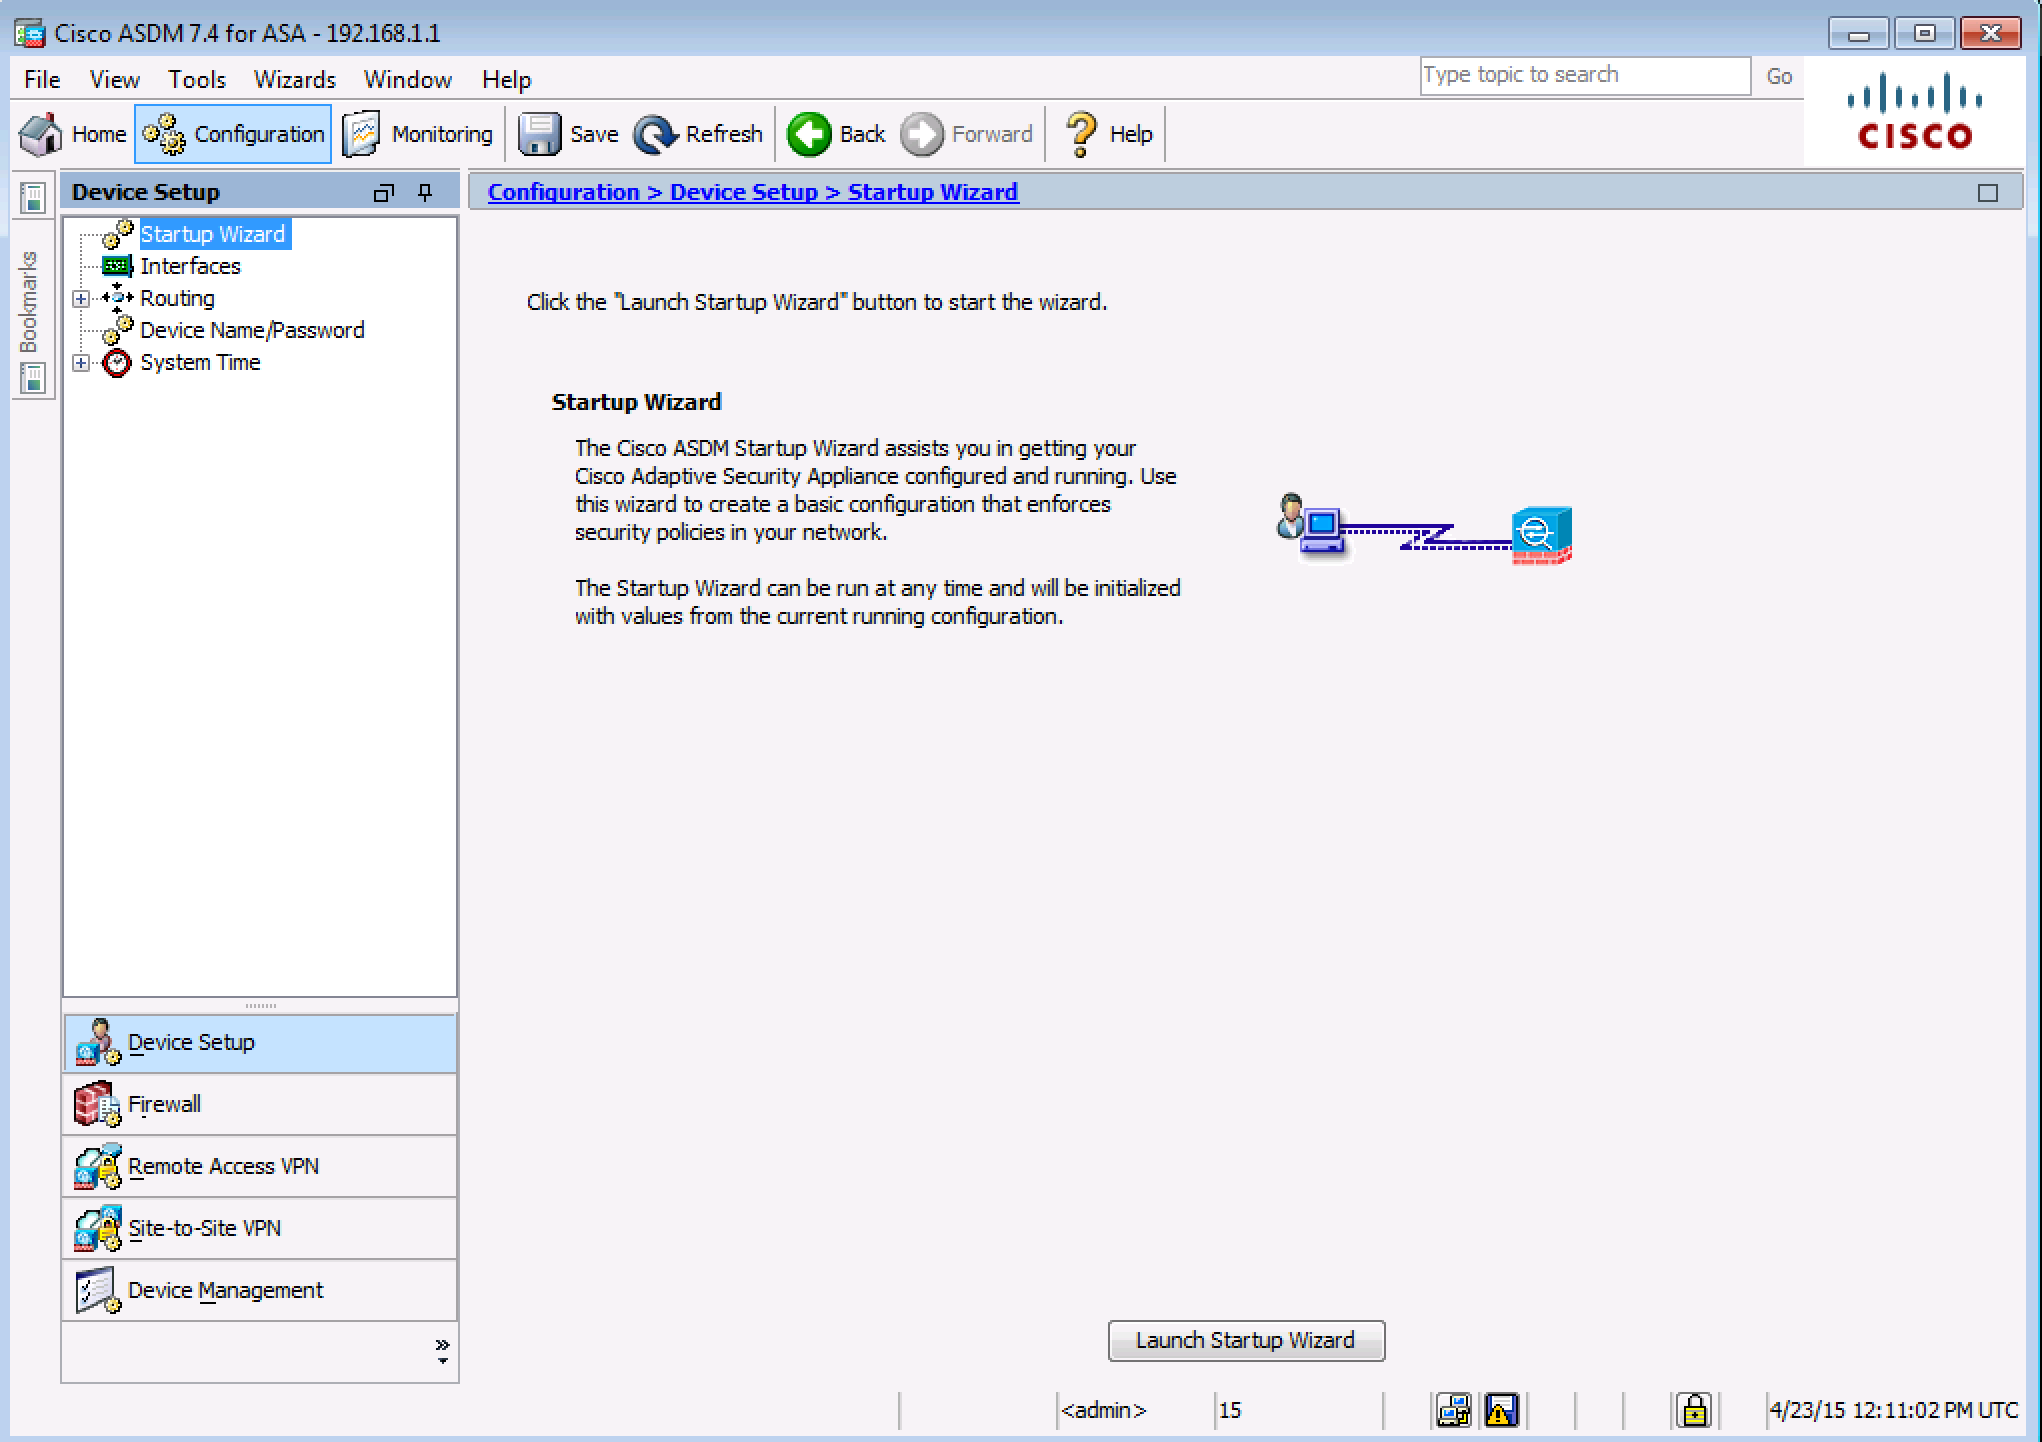 Cisco ASDM 7.4 for ASA - 192.168.1.1
File View Tools Wizards Window Help
Type topic to search Go
Home Configuration Monitoring Save Refresh Back Forward Help
CISCO
Device Setup
Configuration > Device Setup > Startup Wizard
Bookmarks
Startup Wizard
Interfaces
Routing
Device Name/Password
System Time
Click the "Launch Startup Wizard" button to start the wizard.
Startup Wizard
The Cisco ASDM Startup Wizard assists you in getting your
Cisco Adaptive Security Appliance configured and running. Use
this wizard to create a basic configuration that enforces
security policies in your network.
The Startup Wizard can be run at any time and will be initialized
with values from the current running configuration.
Device Setup
Firewall
Remote Access VPN
Site-to-Site VPN
Device Management
Launch Startup Wizard
<admin> 15 4/23/15 12:11:02 PM UTC